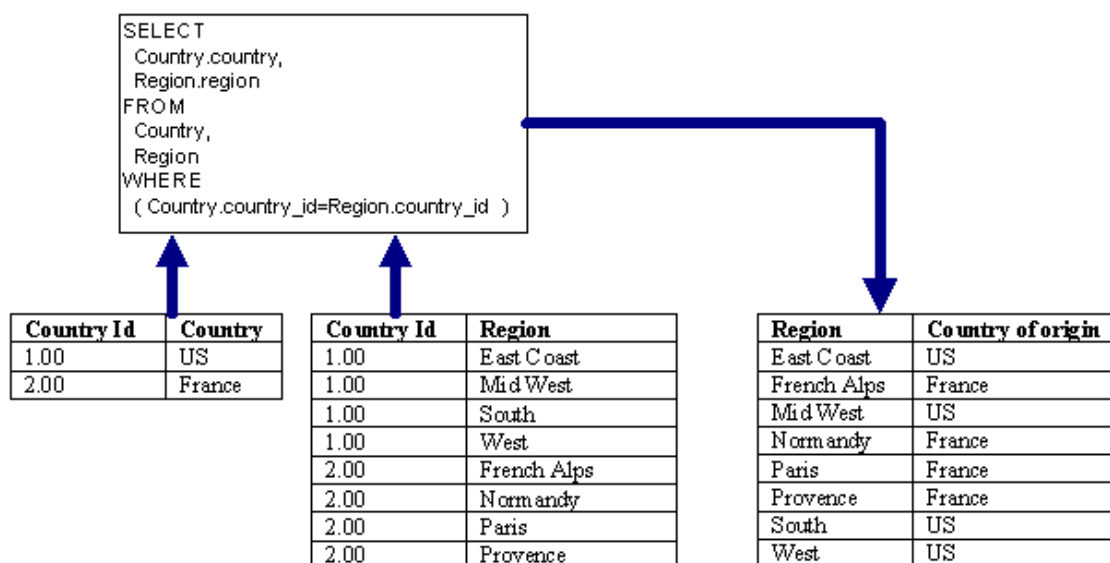 SELECT
Country.country,
Region.region
FROM
Country,
Region
WHERE
( Country.country_id=Region.country_id )
Country Id Country
1.00 US
2.00 France
Country Id Region
1.00 East Coast
1.00 Mid West
1.00 South
1.00 West
2.00 French Alps
2.00 Normandy
2.00 Paris
2.00 Provence
Region Country of origin
East Coast US
French Alps France
Mid West US
Normandy France
Paris France
Provence France
South US
West US